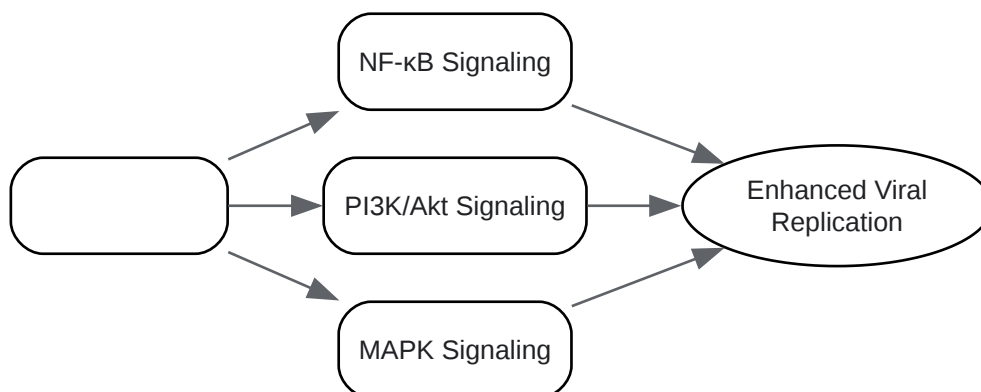 NF-κB Signaling
PI3K/Akt Signaling
Enhanced Viral
Replication
MAPK Signaling